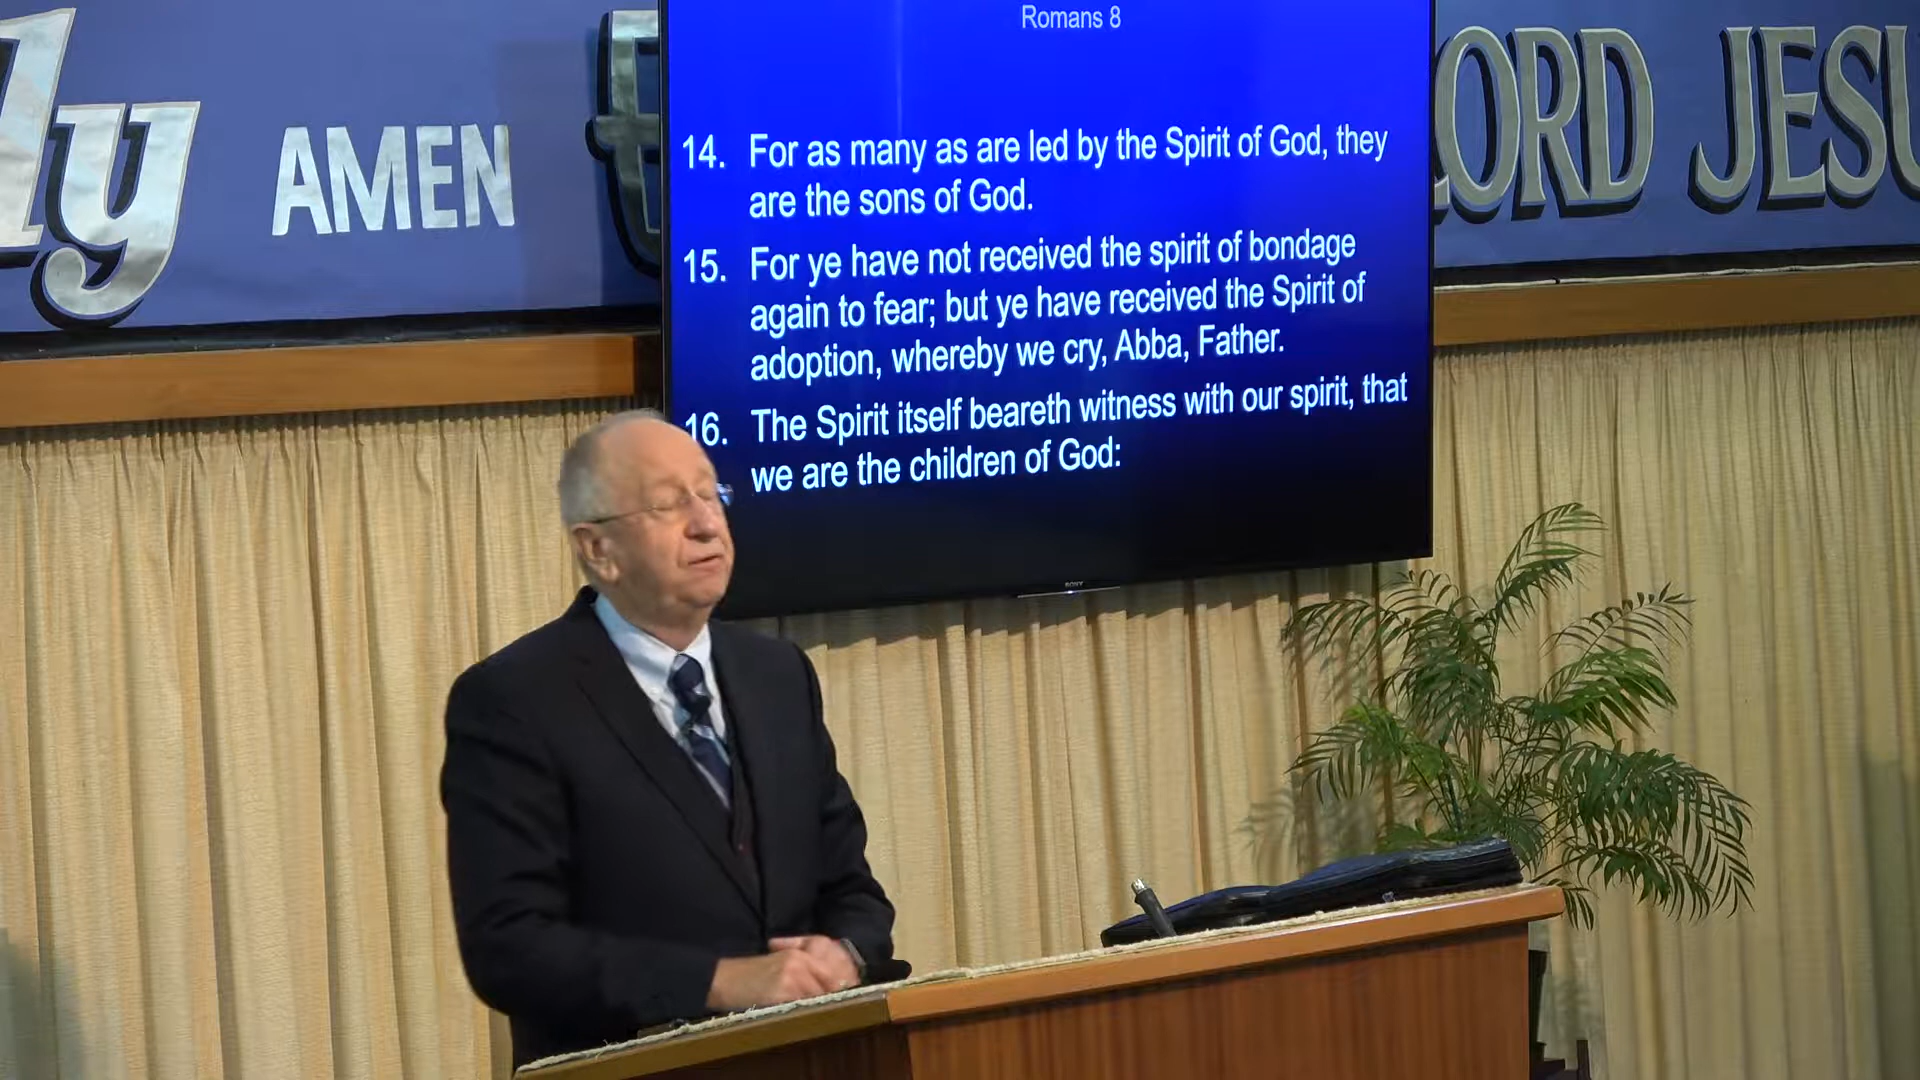 Romans 8
ly AMEN
LORD JESU
14. For as many as are led by the Spirit of God, they
are the sons of God.
15. For ye have not received the spirit of bondage
again to fear; but ye have received the Spirit of
adoption, whereby we cry, Abba, Father.
16. The Spirit itself beareth witness with our spirit, that
we are the children of God:
SONY